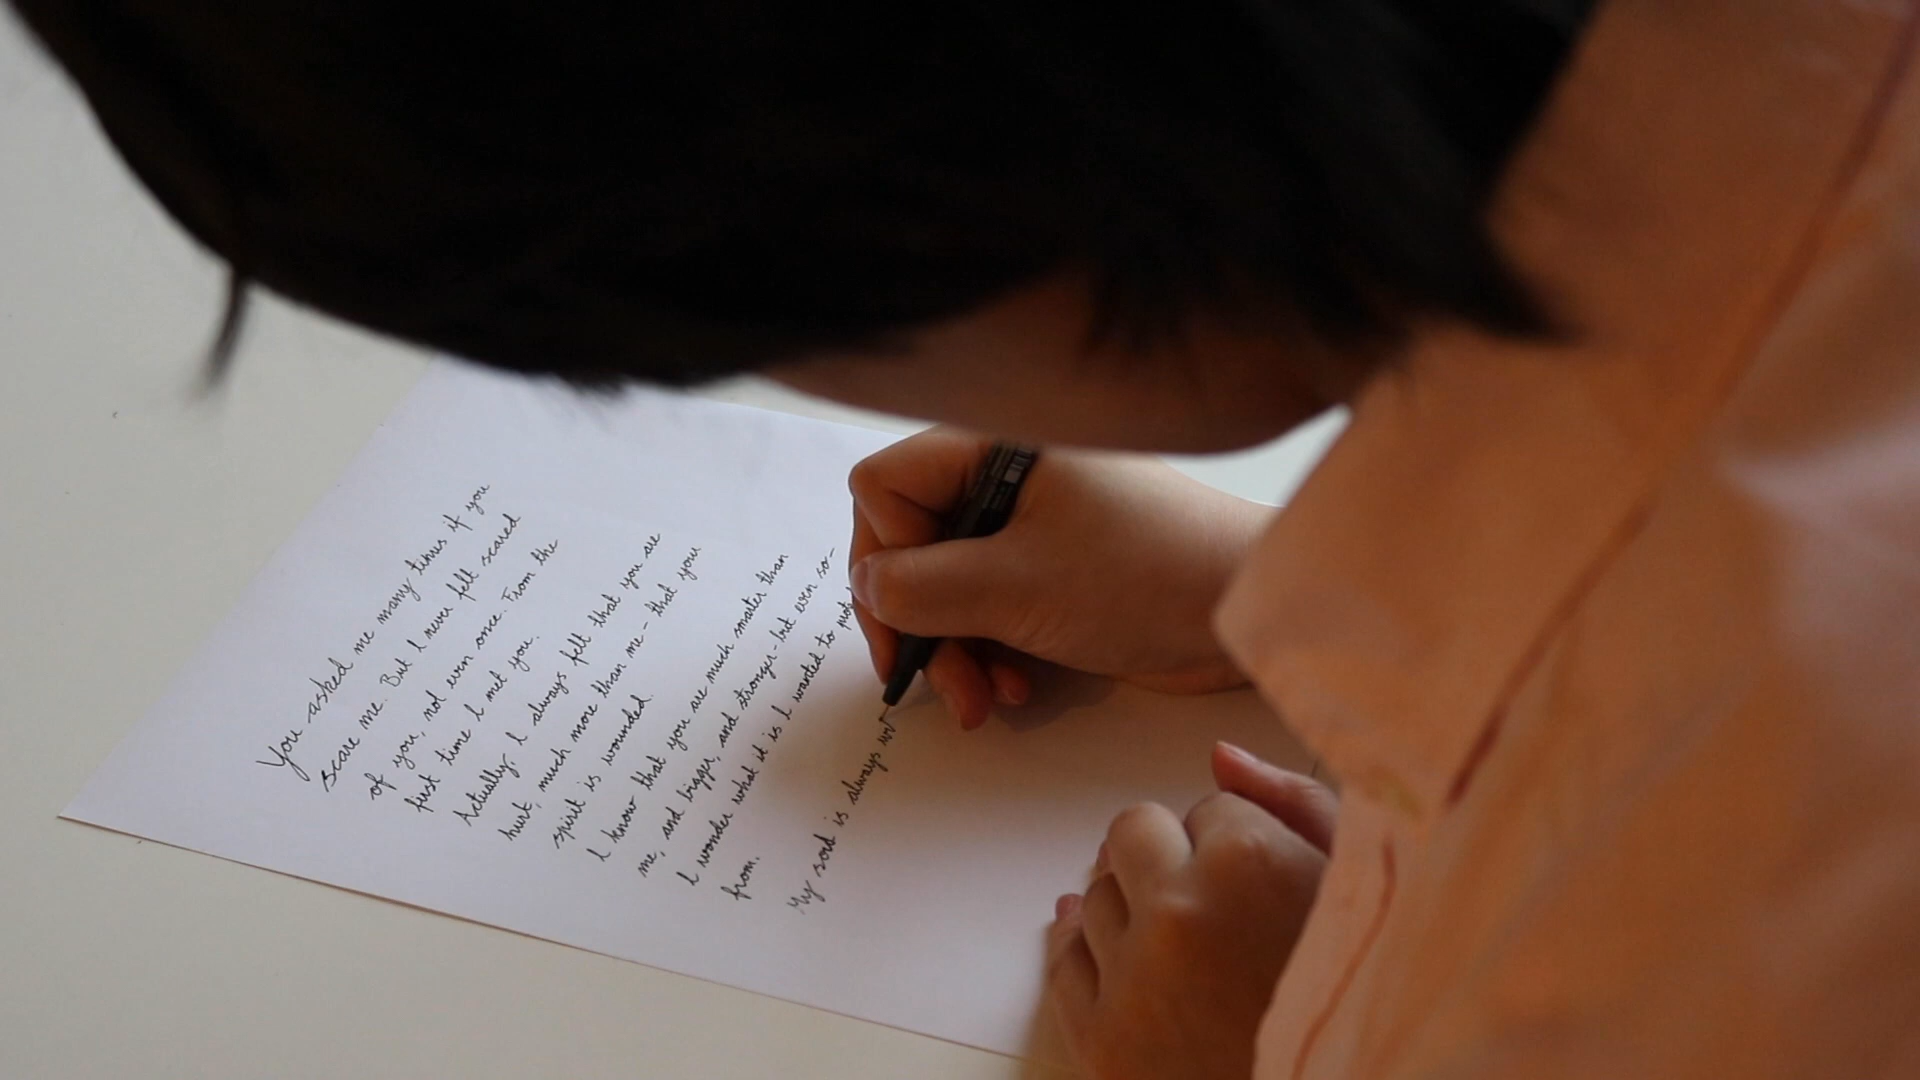 You asked me many times if you
scare me. But I never felt scared
of you, not even once. From the
first time I met you.
Actually, I always felt that you are
hurt, much more than me - that your
spirit is wounded.
I know that you are much smarter than
me, and bigger, and stronger - but even so -
I wonder what it is I wanted to
from.
My soul is always